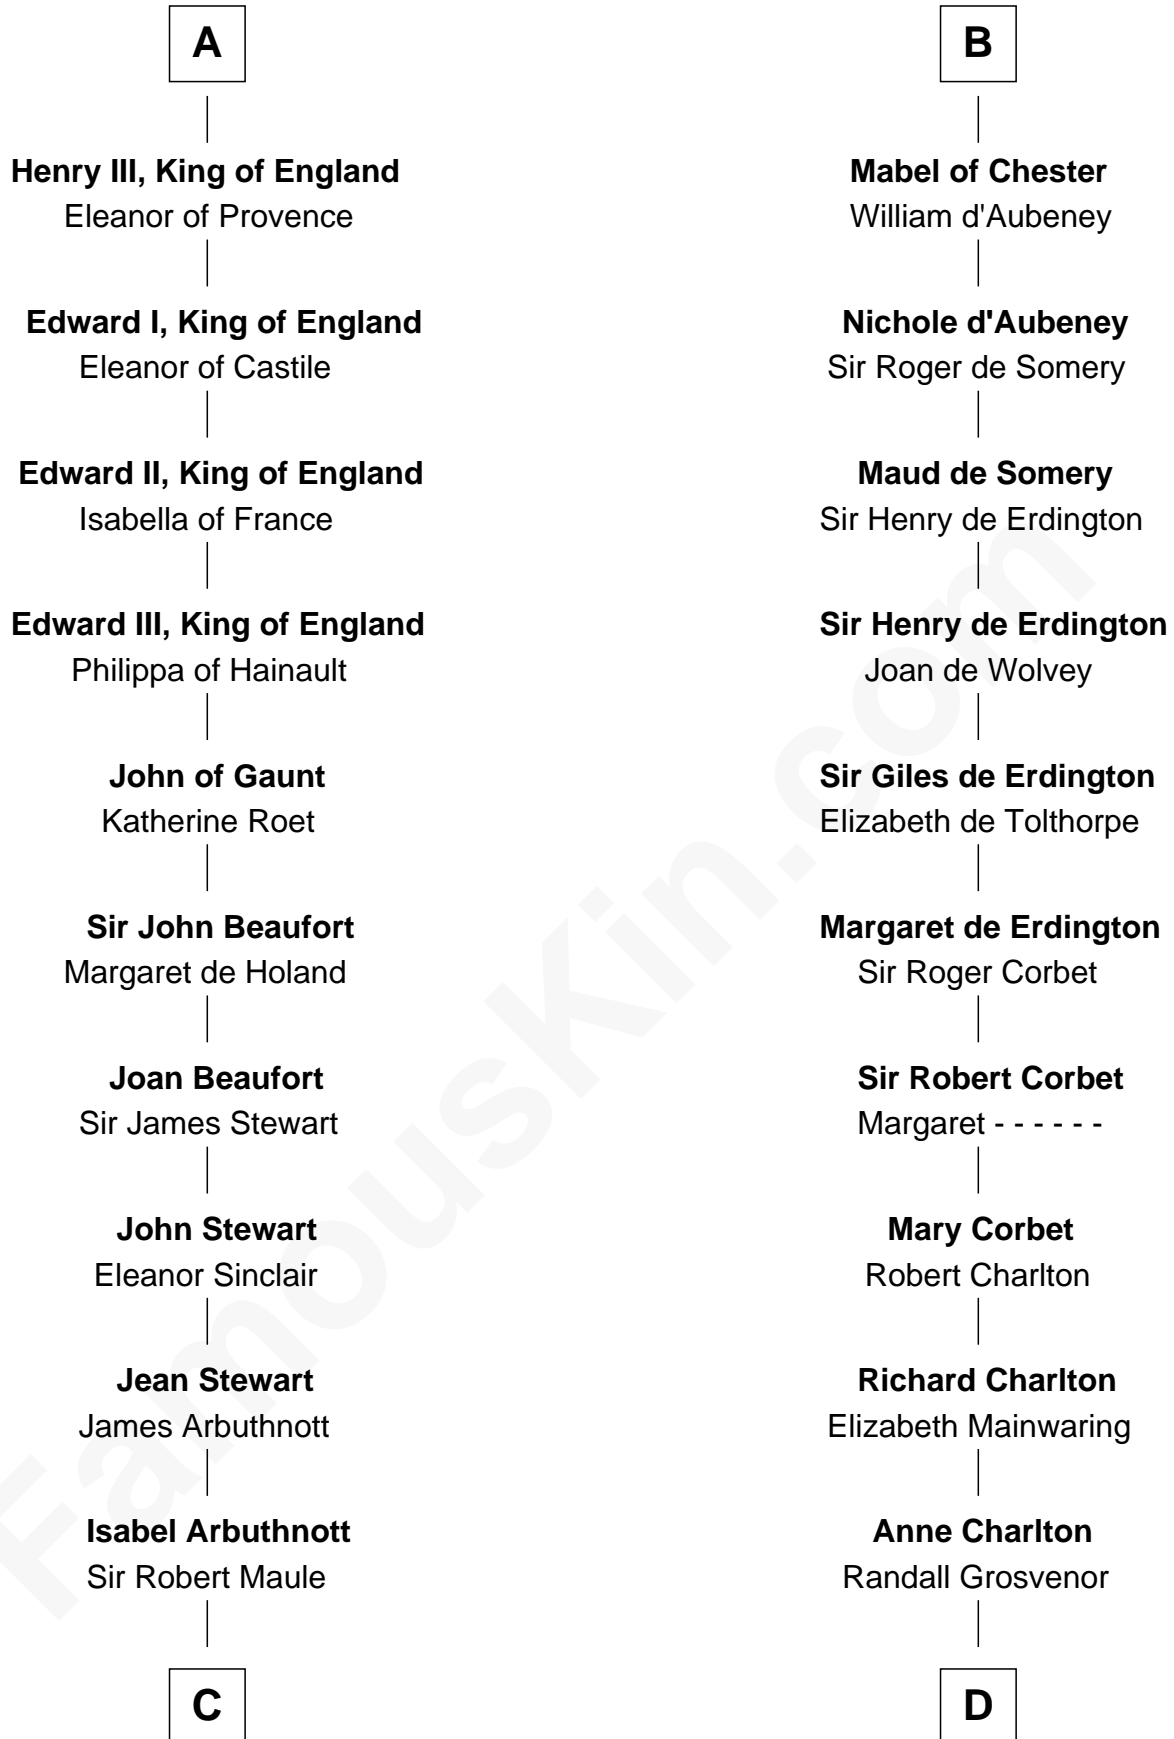 A
Henry III, King of England
Eleanor of Provence
Edward I, King of England
Eleanor of Castile
Edward II, King of England
Isabella of France
Edward III, King of England
Philippa of Hainault
John of Gaunt
Katherine Roet
Sir John Beaufort
Margaret de Holand
Joan Beaufort
Sir James Stewart
John Stewart
Eleanor Sinclair
Jean Stewart
James Arbuthnott
Isabel Arbuthnott
Sir Robert Maule
C
B
Mabel of Chester
William d'Aubeney
Nichole d'Aubeney
Sir Roger de Somery
Maud de Somery
Sir Henry de Erdington
Sir Henry de Erdington
Joan de Wolvey
Sir Giles de Erdington
Elizabeth de Tolthorpe
Margaret de Erdington
Sir Roger Corbet
Sir Robert Corbet
Margaret - - - - - -
Mary Corbet
Robert Charlton
Richard Charlton
Elizabeth Mainwaring
Anne Charlton
Randall Grosvenor
D
FamousKin.com